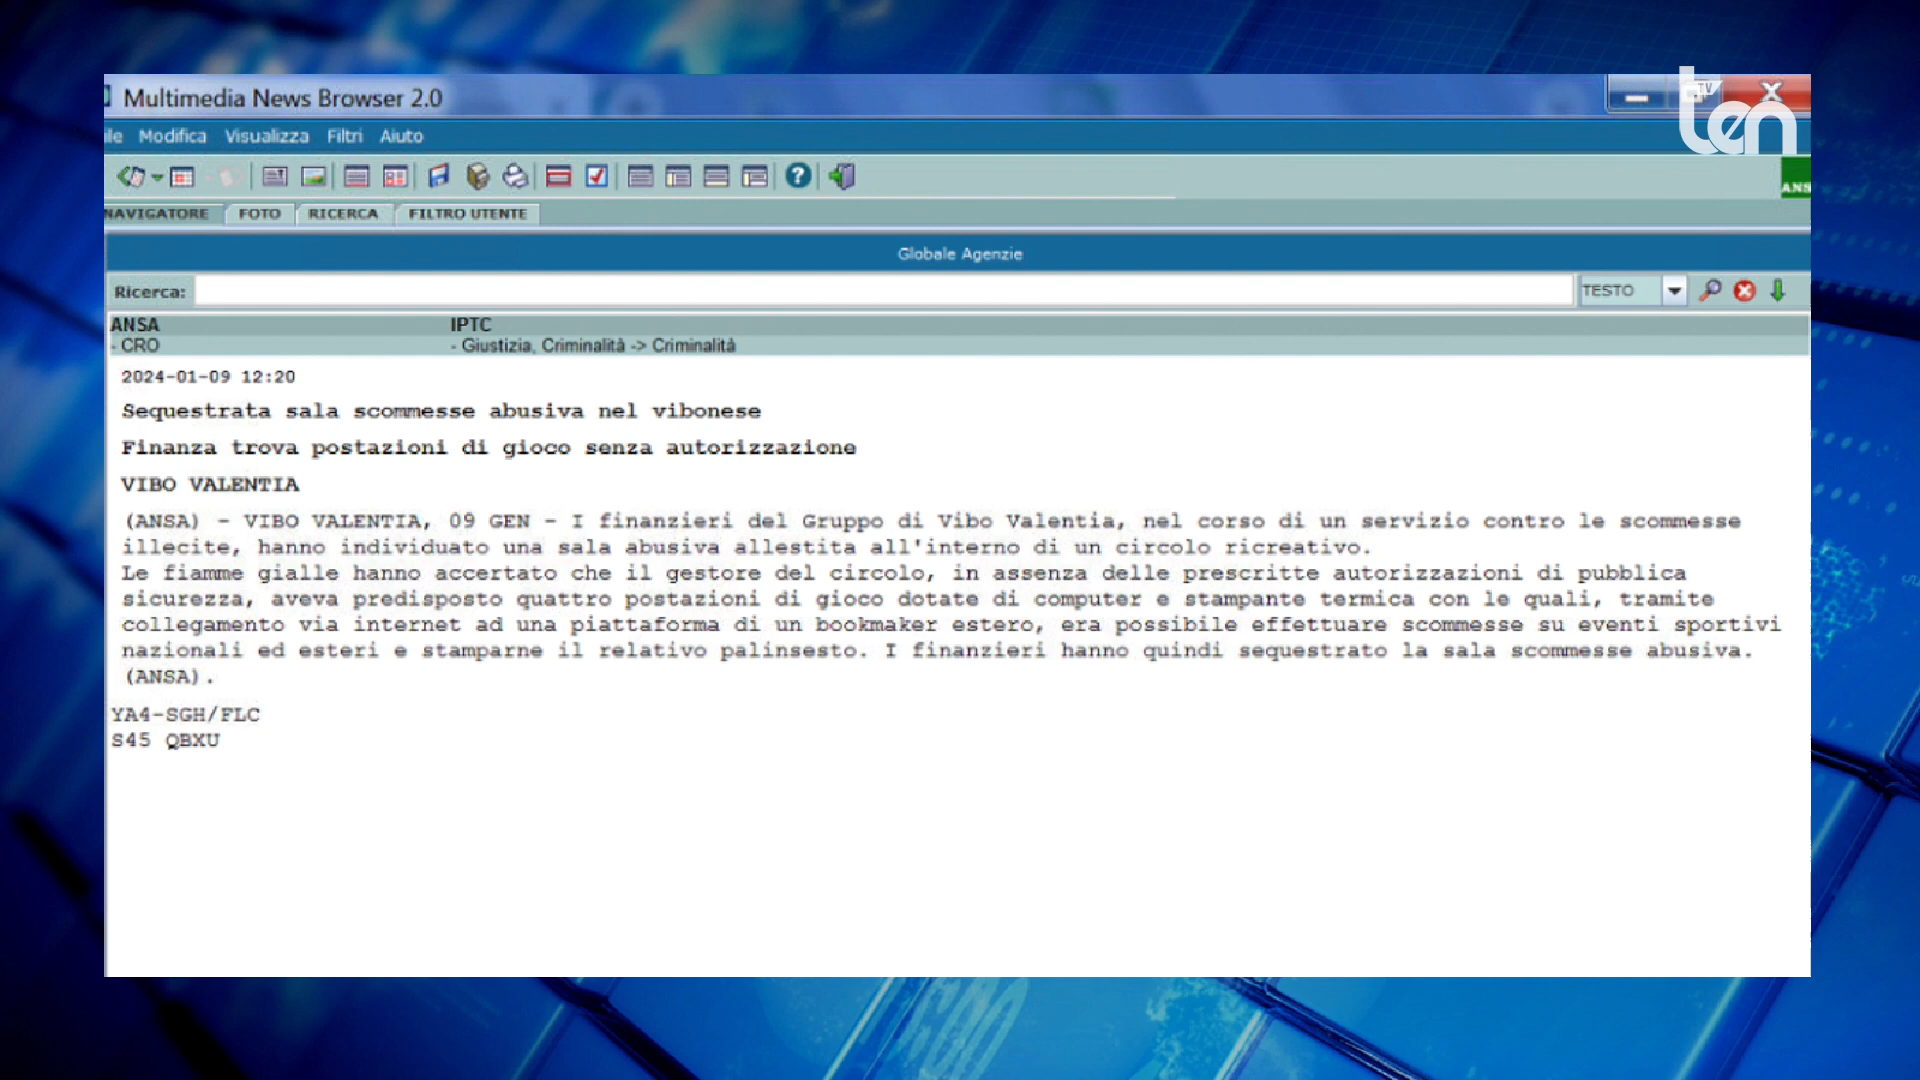 Multimedia News Browser 2.0
TV
ten
le Modifica Visualizza Filtri Aiuto
ANS
NAVIGATORE FOTO RICERCA FILTRO UTENTE
Globale Agenzie
Ricerca: TESTO
ANSA IPTC
- CRO - Giustizia, Criminalità -> Criminalità
2024-01-09 12:20
Sequestrata sala scommesse abusiva nel vibonese
Finanza trova postazioni di gioco senza autorizzazione
VIBO VALENTIA
(ANSA) - VIBO VALENTIA, 09 GEN - I finanzieri del Gruppo di Vibo Valentia, nel corso di un servizio contro le scommesse
illecite, hanno individuato una sala abusiva allestita all'interno di un circolo ricreativo.
Le fiamme gialle hanno accertato che il gestore del circolo, in assenza delle prescritte autorizzazioni di pubblica
sicurezza, aveva predisposto quattro postazioni di gioco dotate di computer e stampante termica con le quali, tramite
collegamento via internet ad una piattaforma di un bookmaker estero, era possibile effettuare scommesse su eventi sportivi
nazionali ed esteri e stamparne il relativo palinsesto. I finanzieri hanno quindi sequestrato la sala scommesse abusiva.
(ANSA).
YA4-SGH/FLC
S45 QBXU